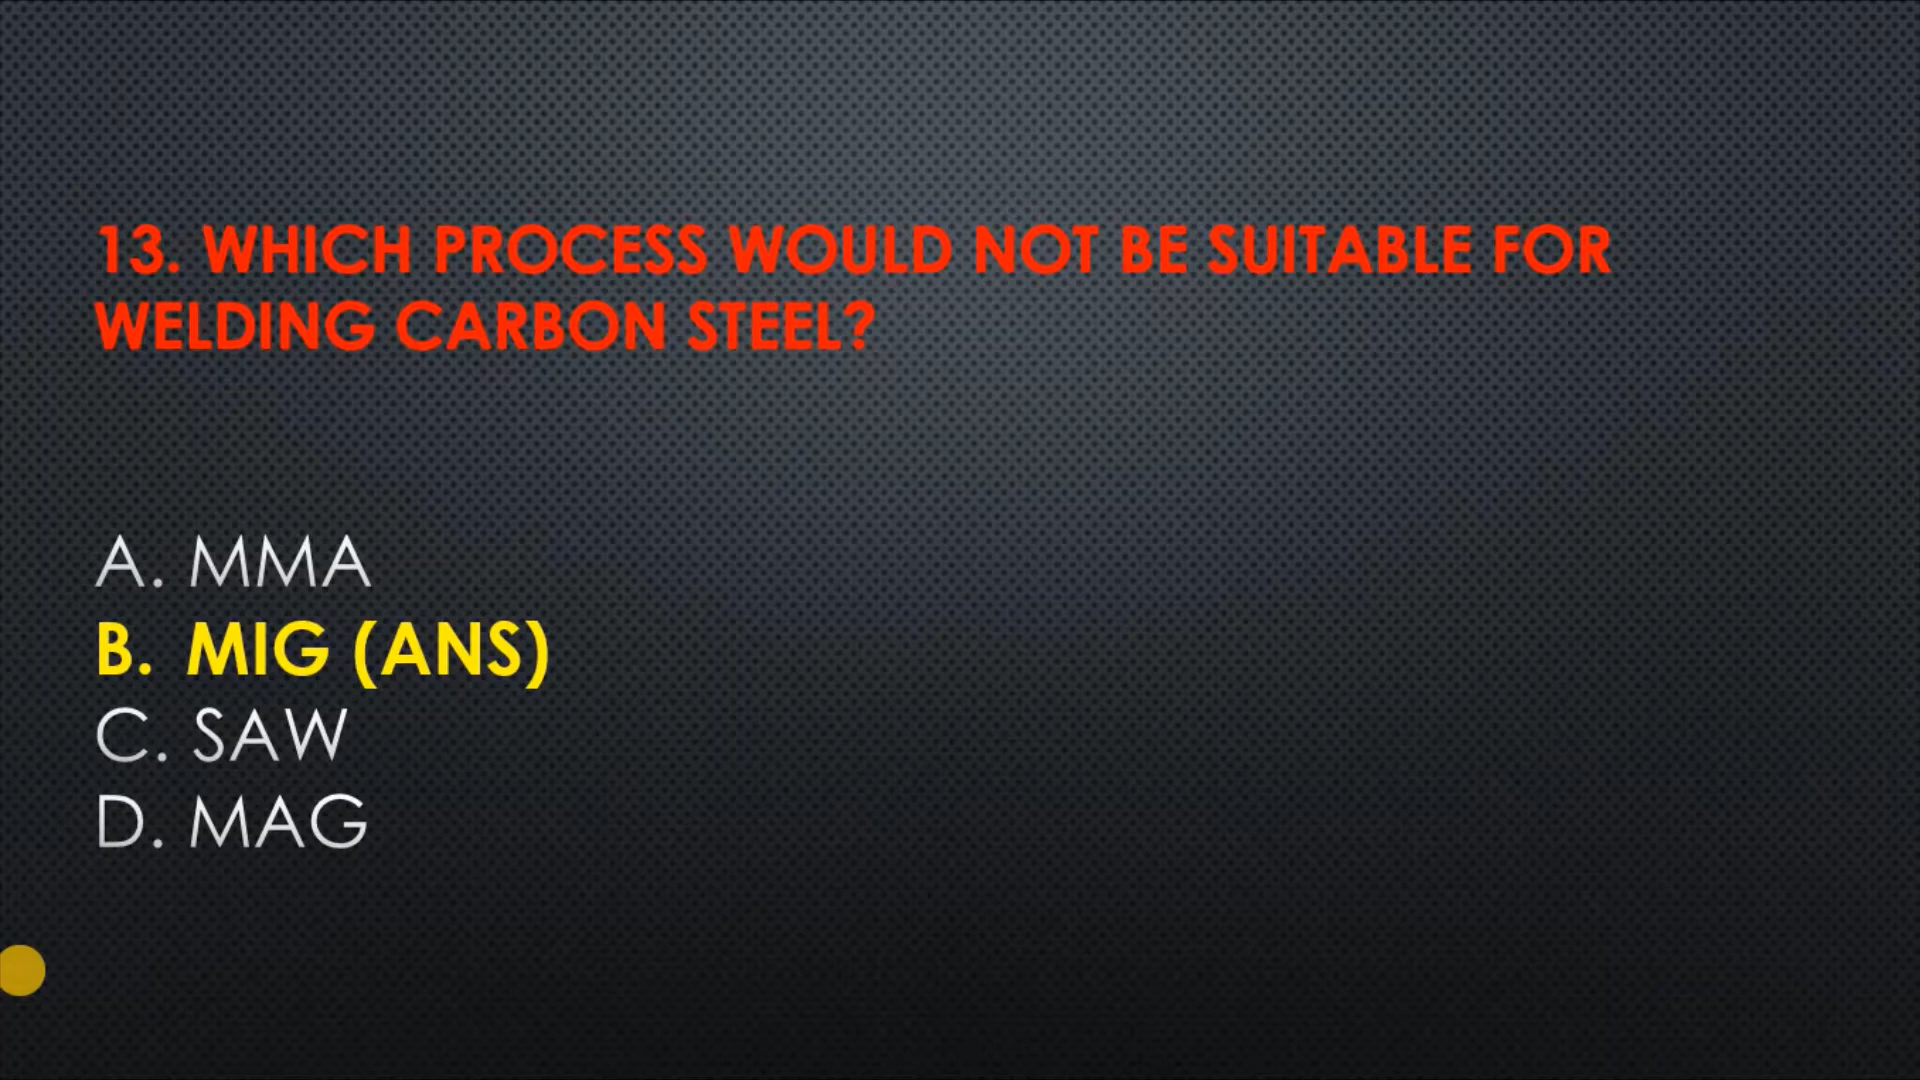 13. WHICH PROCESS WOULD NOT BE SUITABLE FOR
WELDING CARBON STEEL?
A. MMA
B. MIG (ANS)
C. SAW
D. MAG